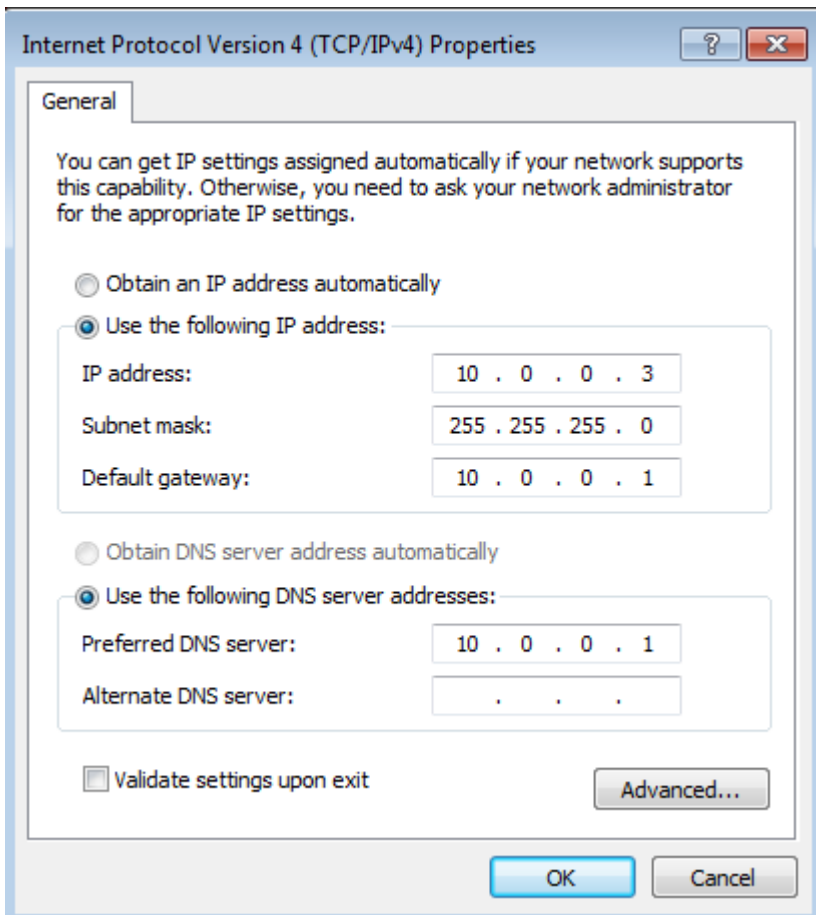 Internet Protocol Version 4 (TCP/IPv4) Properties
General
You can get IP settings assigned automatically if your network supports
this capability. Otherwise, you need to ask your network administrator
for the appropriate IP settings.
Obtain an IP address automatically
Use the following IP address:
IP address: 10 . 0 . 0 . 3
Subnet mask: 255 . 255 . 255 . 0
Default gateway: 10 . 0 . 0 . 1
Obtain DNS server address automatically
Use the following DNS server addresses:
Preferred DNS server: 10 . 0 . 0 . 1
Alternate DNS server: . . .
Validate settings upon exit
Advanced...
OK Cancel